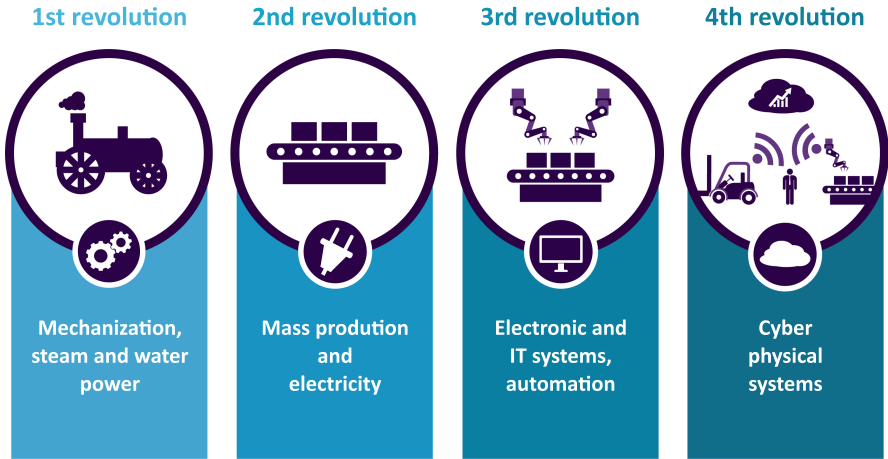 1st revolution
2nd revolution
3rd revolution
4th revolution
Mechanization,
steam and water
power
Mass prodution
and
electricity
Electronic and
IT systems,
automation
Cyber
physical
systems